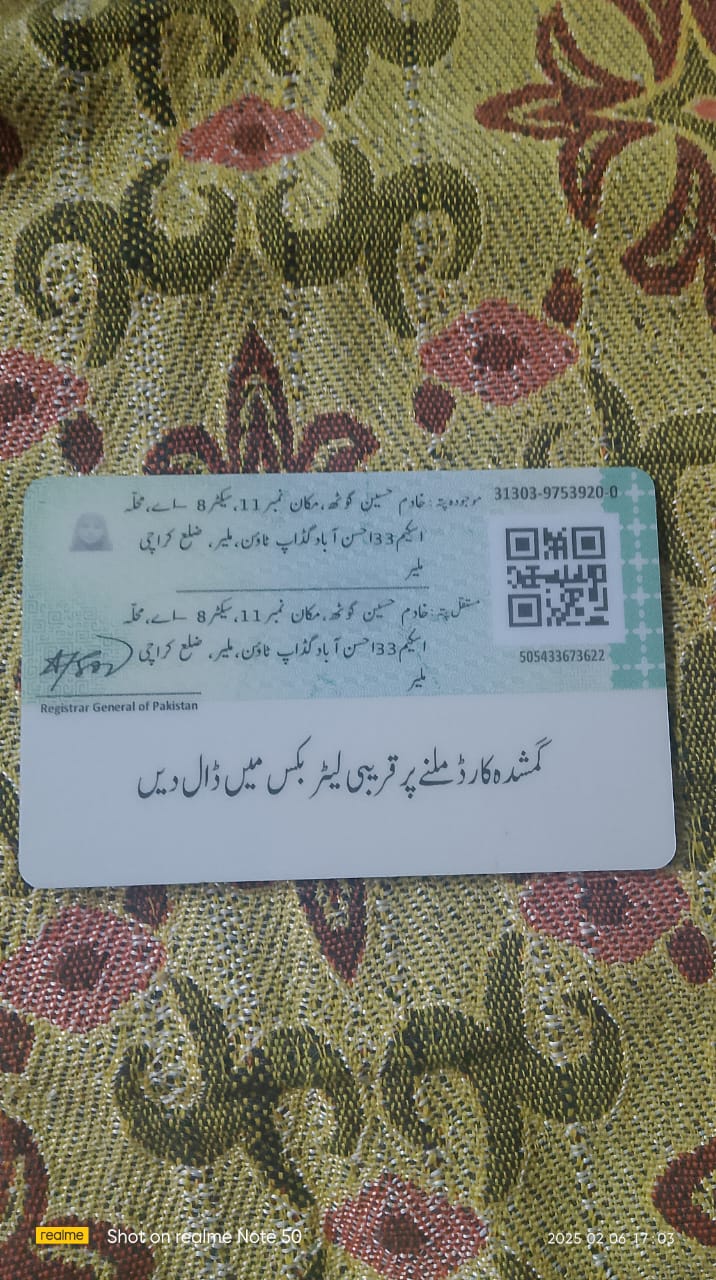 31303-9753920-0
موجودہ پتہ: خادم حسین گوٹھ، مکان نمبر 11، سیکٹر 8 ۔اے، محلہ
اسکیم 33 احسن آباد گڈاپ ٹاؤن، ملیر، ضلع کراچی
ملیر
مستقل پتہ: خادم حسین گوٹھ، مکان نمبر 11، سیکٹر 8 ۔اے، محلہ
اسکیم 33 احسن آباد گڈاپ ٹاؤن، ملیر، ضلع کراچی
ملیر
505433673622
Registrar General of Pakistan
گمشدہ کارڈ ملنے پر قریبی لیٹر بکس میں ڈال دیں
realme Shot on realme Note 50
2025 02 06 17:03